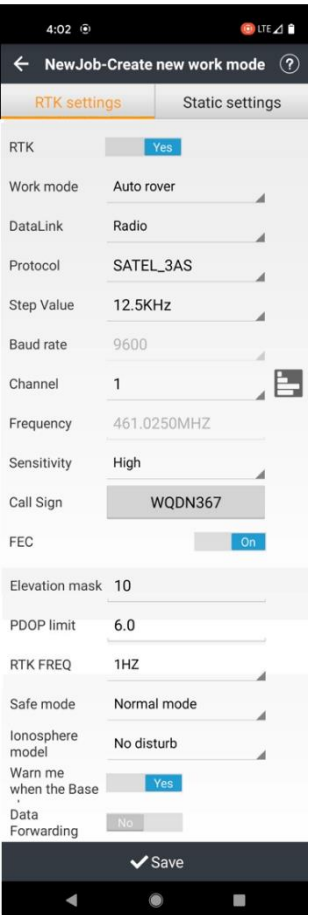 4:02
LTE
NewJob-Create new work mode ?
RTK settings Static settings
RTK Yes
Work mode Auto rover
DataLink Radio
Protocol SATEL_3AS
Step Value 12.5KHz
Baud rate 9600
Channel 1
Frequency 461.0250MHZ
Sensitivity High
Call Sign WQDN367
FEC On
Elevation mask 10
PDOP limit 6.0
RTK FREQ 1HZ
Safe mode Normal mode
Ionosphere
model No disturb
Warn me
when the Base Yes
Data
Forwarding No
Save